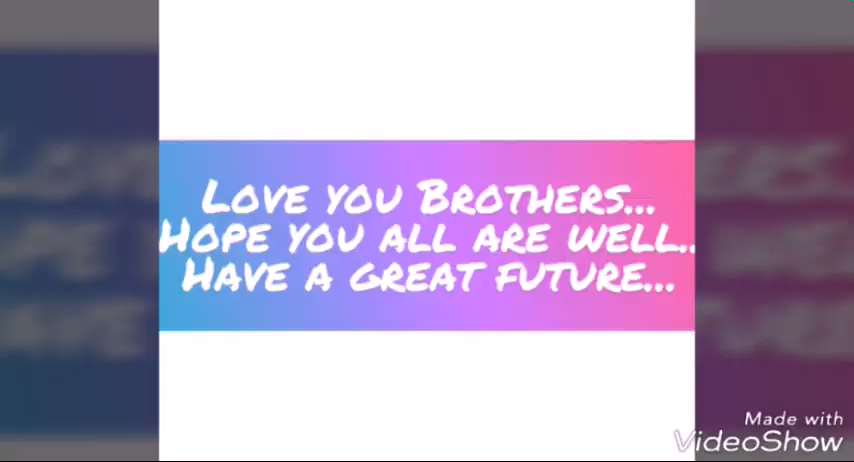 Love you Brothers...
Hope you all are well..
Have a great future...
Made with
VideoShow